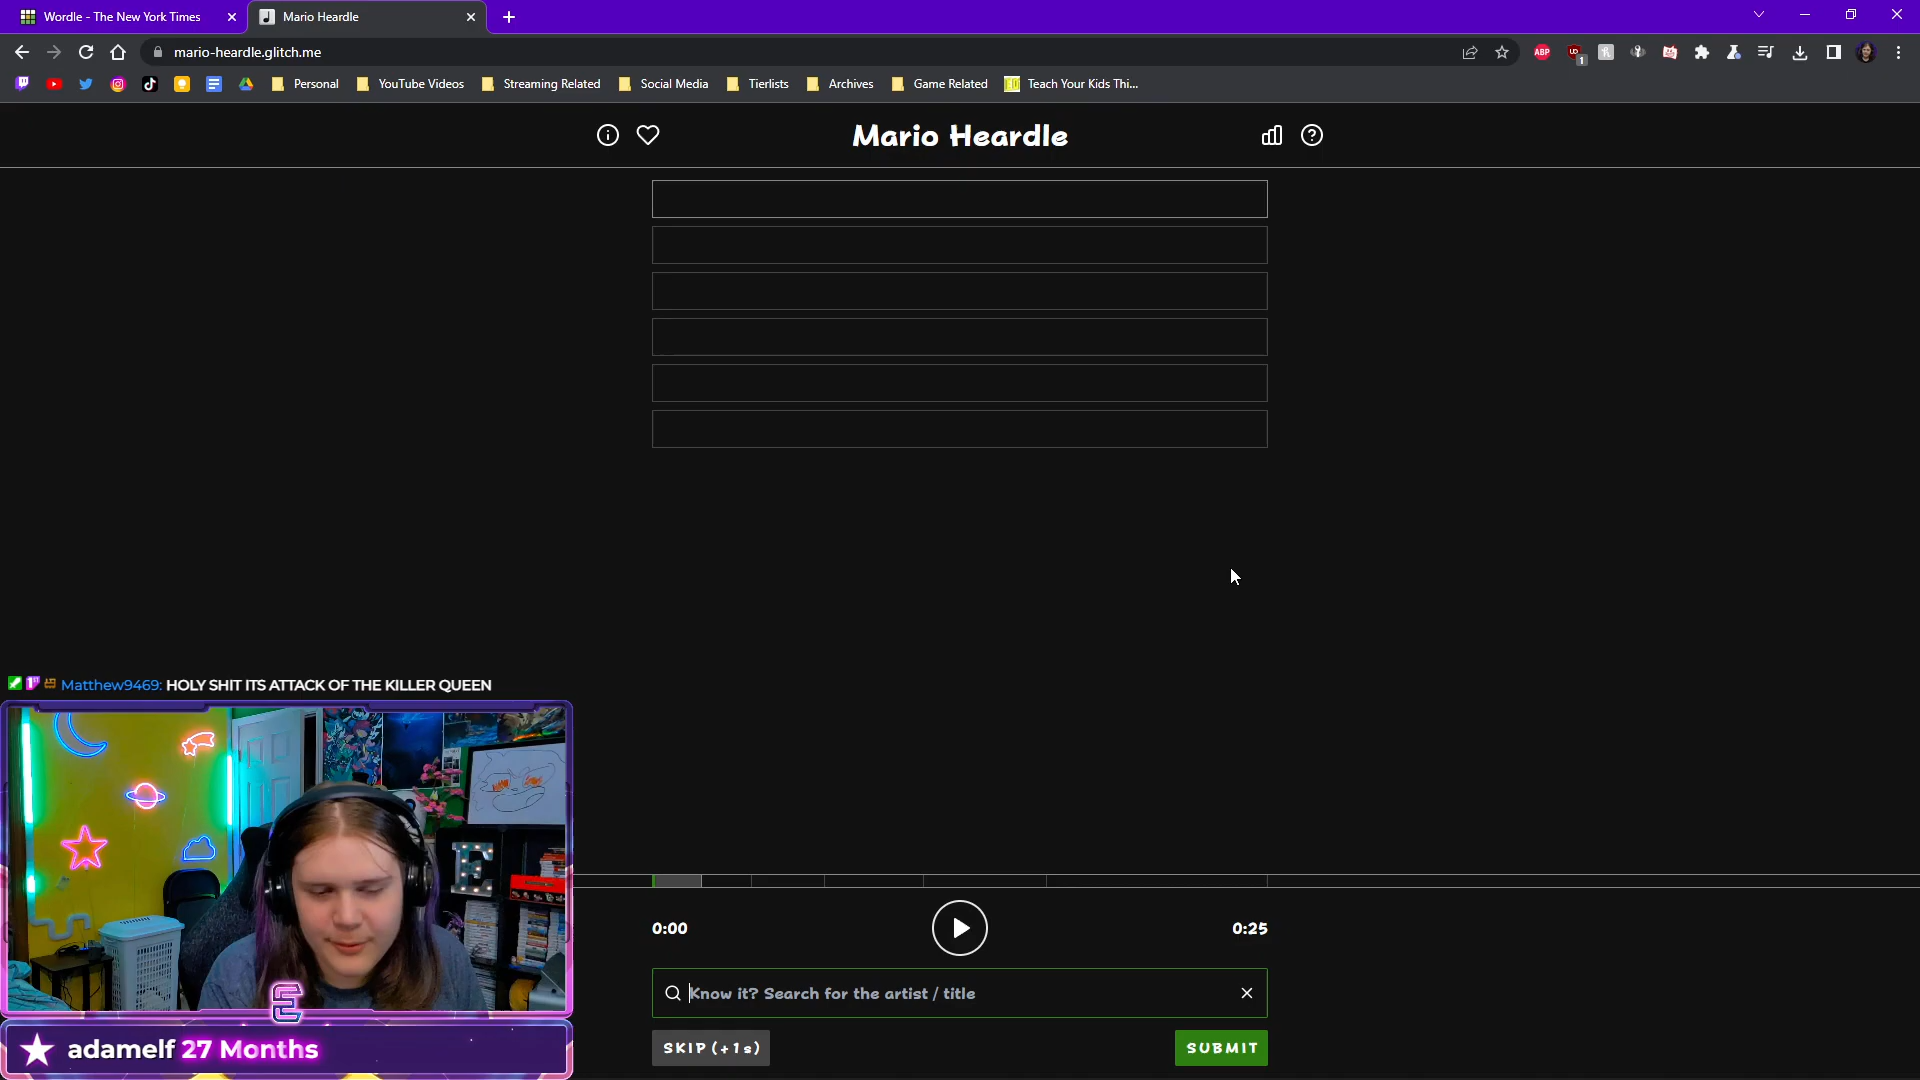 Wordle - The New York Times
Mario Heardle
mario-heardle.glitch.me
ABP
1
Personal
YouTube Videos
Streaming Related
Social Media
Tierlists
Archives
Game Related
Teach Your Kids Thi...
Mario Heardle
Matthew9469: HOLY SHIT ITS ATTACK OF THE KILLER QUEEN
E
0:00
0:25
Know it? Search for the artist / title
SKIP (+1s)
SUBMIT
adamelf 27 Months